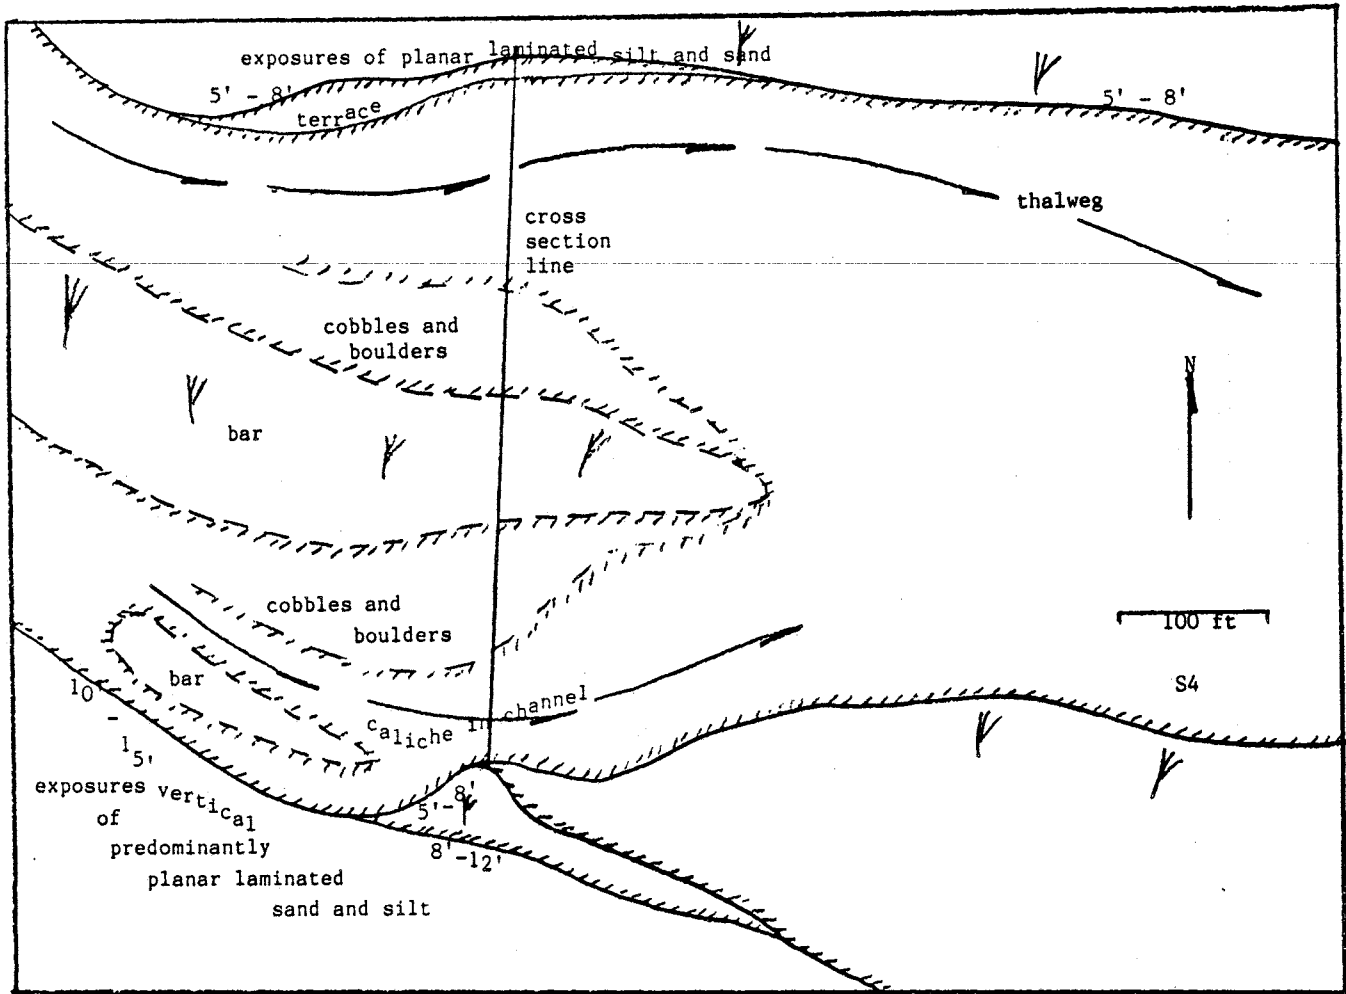 exposures of planar laminated silt and sand
5' - 8'
5' - 8'
terrace
thalweg
cross
section
line
cobbles and
boulders
N
bar
cobbles and
boulders
100 ft
bar
S4
10
-
15'
caliche in channel
exposures vertical
of
predominantly
planar laminated
sand and silt
5'-8'
8'-12'